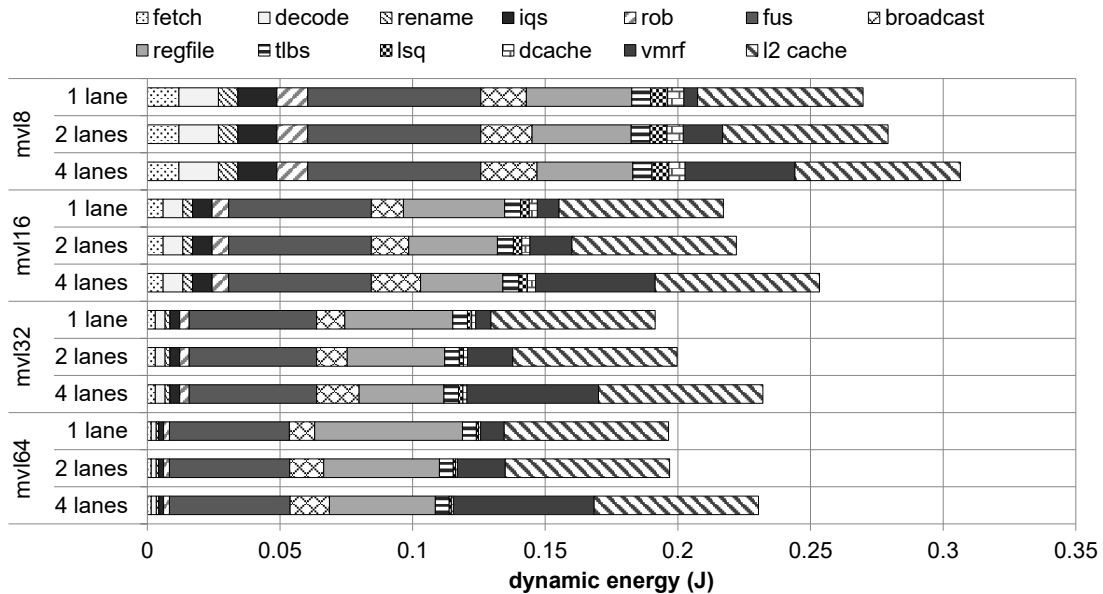 fetch decode rename iqs rob fus broadcast
regfile tlbs lsq dcache vmrf l2 cache
mvl8
1 lane
2 lanes
4 lanes
mvl16
1 lane
2 lanes
4 lanes
mvl32
1 lane
2 lanes
4 lanes
mvl64
1 lane
2 lanes
4 lanes
0 0.05 0.1 0.15 0.2 0.25 0.3 0.35
dynamic energy (J)